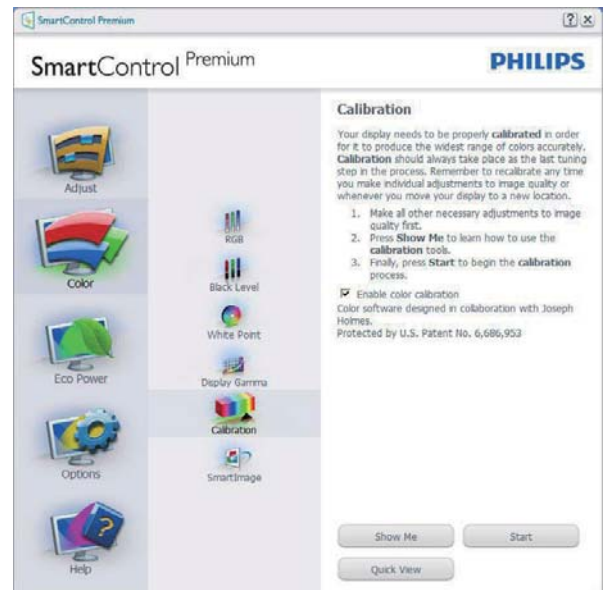 SmartControl Premium
SmartControl Premium
PHILIPS
Adjust
Color
Eco Power
Options
Help
RGB
Black Level
White Point
Display Gamma
Calibration
SmartImage
Calibration
Your display needs to be properly calibrated in order
for it to produce the widest range of colors accurately.
Calibration should always take place as the last tuning
step in the process. Remember to recalibrate any time
you make individual adjustments to image quality or
whenever you move your display to a new location.
1. Make all other necessary adjustments to image
quality first.
2. Press Show Me to learn how to use the
calibration tools.
3. Finally, press Start to begin the calibration
process.
Enable color calibration
Color software designed in collaboration with Joseph
Holmes.
Protected by U.S. Patent No. 6,686,953
Show Me
Start
Quick View